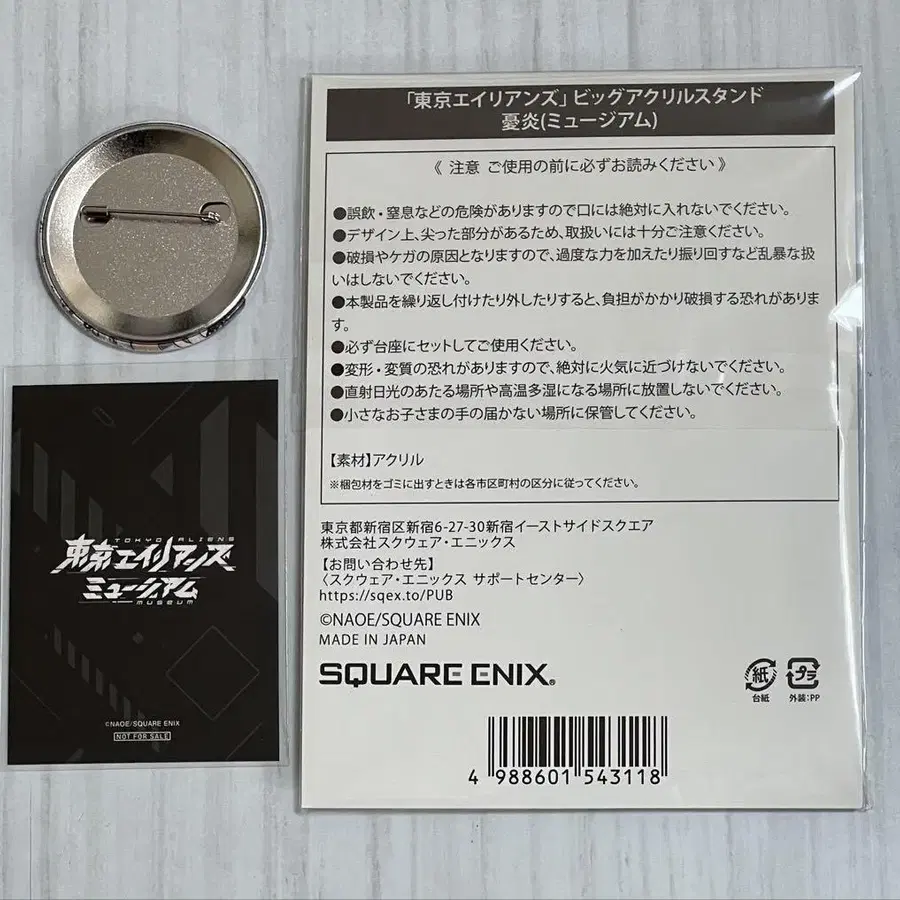 「東京エイリアンズ」ビッグアクリルスタンド
憂炎(ミュージアム)
《 注意 ご使用の前に必ずお読みください 》
●誤飲・窒息などの危険がありますので口には絶対に入れないでください。
●デザイン上、尖った部分があるため、取扱いには十分ご注意ください。
●破損やケガの原因となりますので、過度な力を加えたり振り回すなど乱暴な扱
いはしないでください。
●本製品を繰り返し付けたり外したりすると、負担がかかり破損する恐れがありま
す。
●必ず台座にセットしてご使用ください。
●変形・変質の恐れがありますので、絶対に火気に近づけないでください。
●直射日光のあたる場所や高温多湿になる場所に放置しないでください。
●小さなお子さまの手の届かない場所に保管してください。
【素材】アクリル
※梱包材をゴミに出すときは各市区町村の区分に従ってください。
東京都新宿区新宿6-27-30新宿イーストサイドスクエア
株式会社スクウェア・エニックス
【お問い合わせ先】
〈スクウェア・エニックス サポートセンター〉
https://sqex.to/PUB
©NAOE/SQUARE ENIX
MADE IN JAPAN
SQUARE ENIX®
紙
台紙
プラ
外装:PP
4 988601 543118
TOKYO ALIENS
東京エイリアンズ
ミュージアム
MUSEUM
©NAOE/SQUARE ENIX
NOT FOR SALE